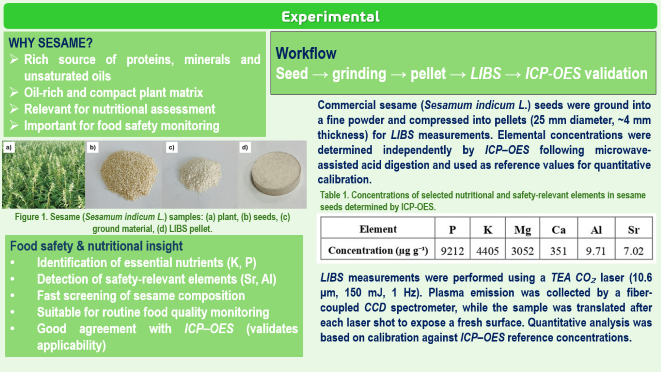 Experimental
WHY SESAME?
➢ Rich source of proteins, minerals and
unsaturated oils
➢ Oil-rich and compact plant matrix
➢ Relevant for nutritional assessment
➢ Important for food safety monitoring
a)
b)
c)
d)
Figure 1. Sesame (Sesamum indicum L.) samples: (a) plant, (b) seeds, (c)
ground material, (d) LIBS pellet.
Food safety & nutritional insight
• Identification of essential nutrients (K, P)
• Detection of safety-relevant elements (Sr, Al)
• Fast screening of sesame composition
• Suitable for routine food quality monitoring
• Good agreement with ICP–OES (validates
applicability)
Workflow
Seed → grinding → pellet → LIBS → ICP-OES validation
Commercial sesame (Sesamum indicum L.) seeds were ground into
a fine powder and compressed into pellets (25 mm diameter, ~4 mm
thickness) for LIBS measurements. Elemental concentrations were
determined independently by ICP–OES following microwave-
assisted acid digestion and used as reference values for quantitative
calibration.
Table 1. Concentrations of selected nutritional and safety-relevant elements in sesame
seeds determined by ICP-OES.
Element P K Mg Ca Al Sr
Concentration (µg g⁻¹) 9212 4405 3052 351 9.71 7.02
LIBS measurements were performed using a TEA CO₂ laser (10.6
µm, 150 mJ, 1 Hz). Plasma emission was collected by a fiber-
coupled CCD spectrometer, while the sample was translated after
each laser shot to expose a fresh surface. Quantitative analysis was
based on calibration against ICP–OES reference concentrations.